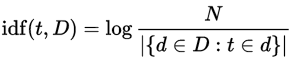 idf(t, D) = log N / |{d ∈ D : t ∈ d}|